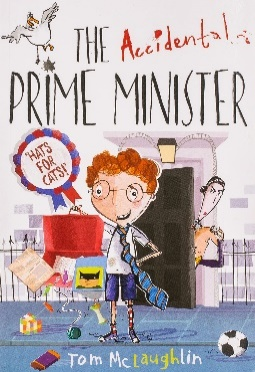 THE Accidental
PRIME MINISTER
'HATS
FOR
CATS!'
TOM McLaughlin